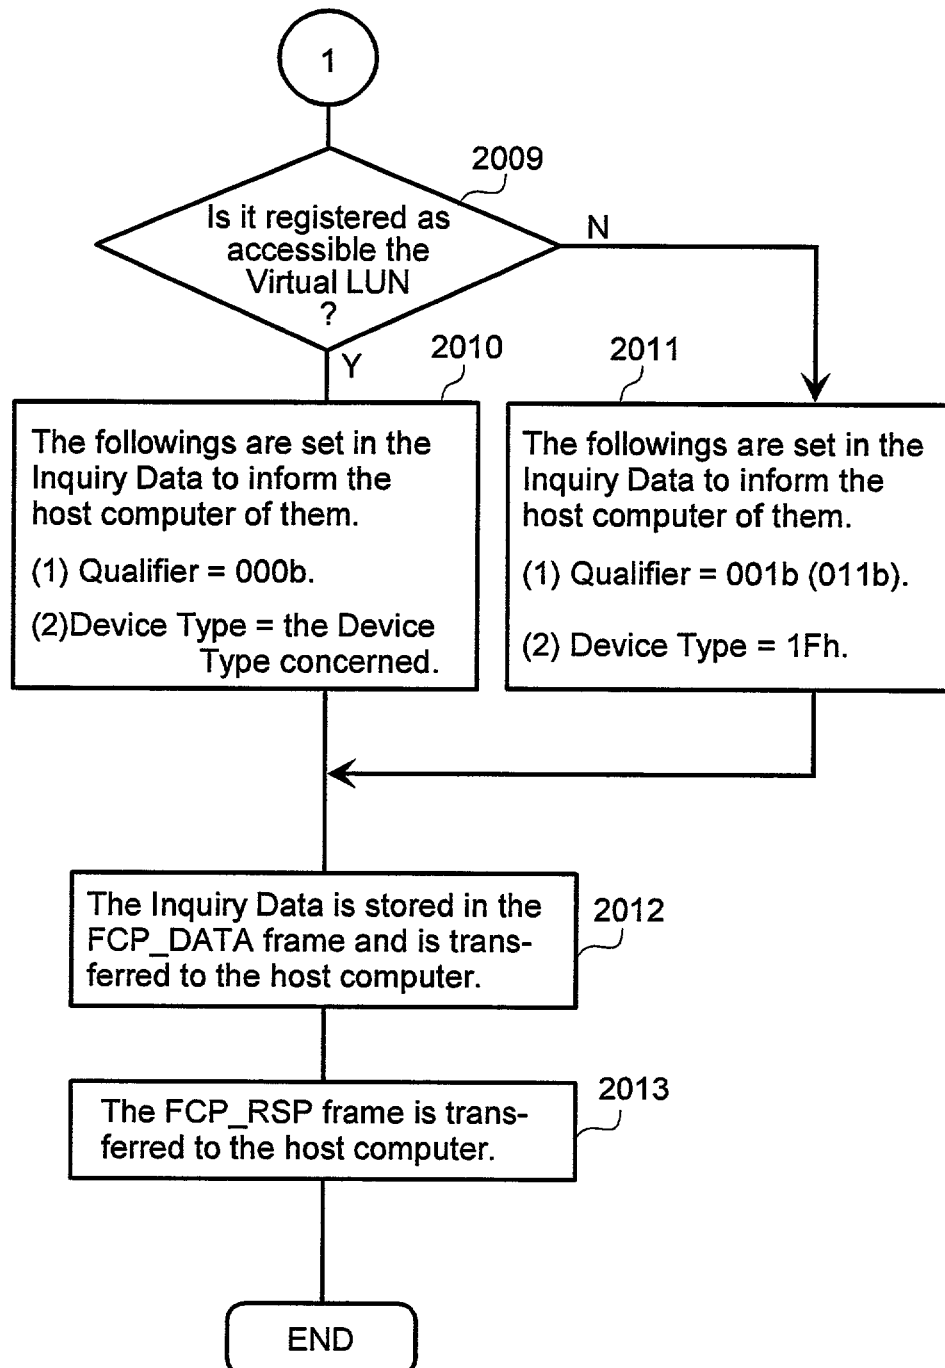 1
2009
Is it registered as
accessible the
Virtual LUN
?
N
Y
2010
2011
The followings are set in the
Inquiry Data to inform the
host computer of them.
(1) Qualifier = 000b.
(2)Device Type = the Device
Type concerned.
The followings are set in the
Inquiry Data to inform the
host computer of them.
(1) Qualifier = 001b (011b).
(2) Device Type = 1Fh.
The Inquiry Data is stored in the
FCP_DATA frame and is trans-
ferred to the host computer.
2012
The FCP_RSP frame is trans-
ferred to the host computer.
2013
END